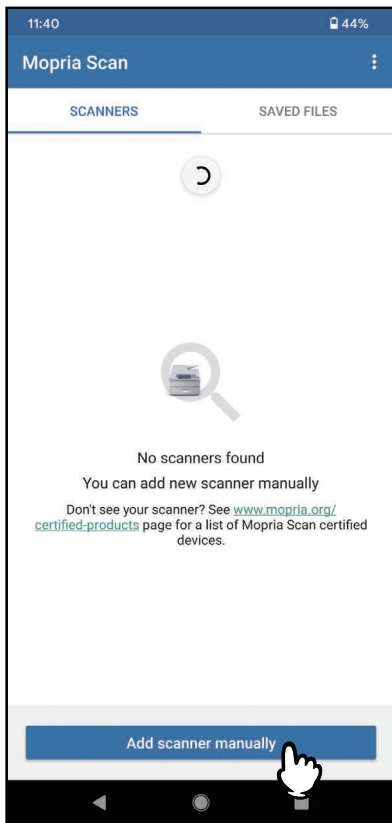 11:40 44%
Mopria Scan
SCANNERS SAVED FILES
No scanners found
You can add new scanner manually
Don't see your scanner? See www.mopria.org/
certified-products page for a list of Mopria Scan certified
devices.
Add scanner manually